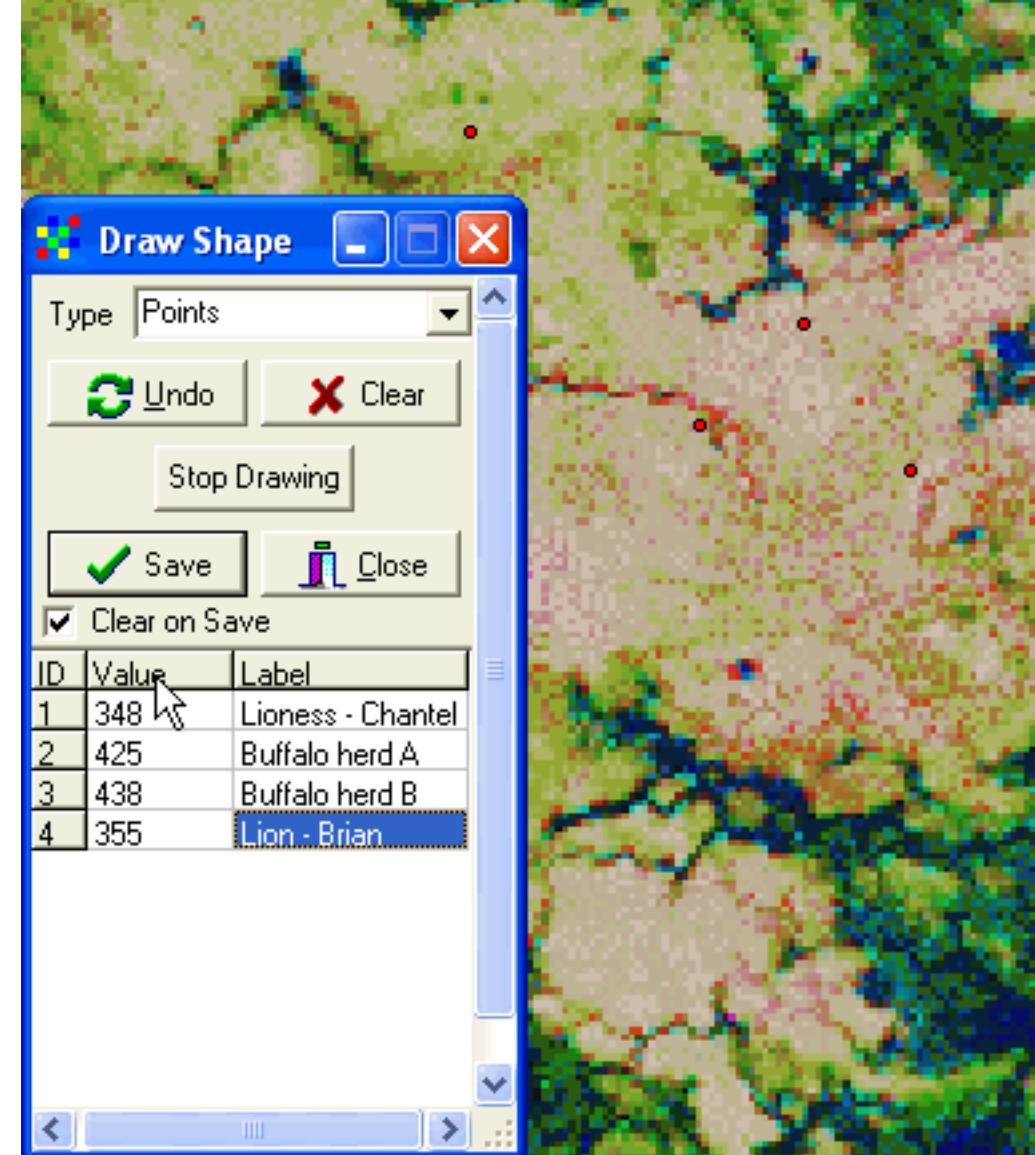 Draw Shape
Type Points
Undo Clear
Stop Drawing
Save Close
Clear on Save
ID Value Label
1 348 Lioness - Chantel
2 425 Buffalo herd A
3 438 Buffalo herd B
4 355 Lion - Brian